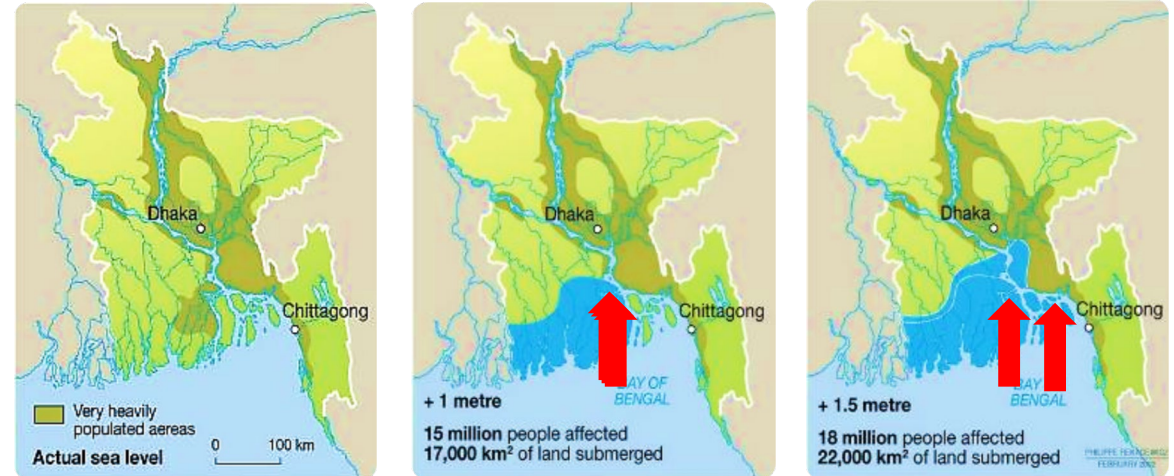 Dhaka
Chittagong
Very heavily
populated aereas
0 100 km
Actual sea level
Dhaka
Chittagong
BAY OF
BENGAL
+ 1 metre
15 million people affected
17,000 km² of land submerged
Dhaka
Chittagong
BAY
BENGAL
+ 1.5 metre
18 million people affected
22,000 km² of land submerged
PHILIPPE
FEBRUARY